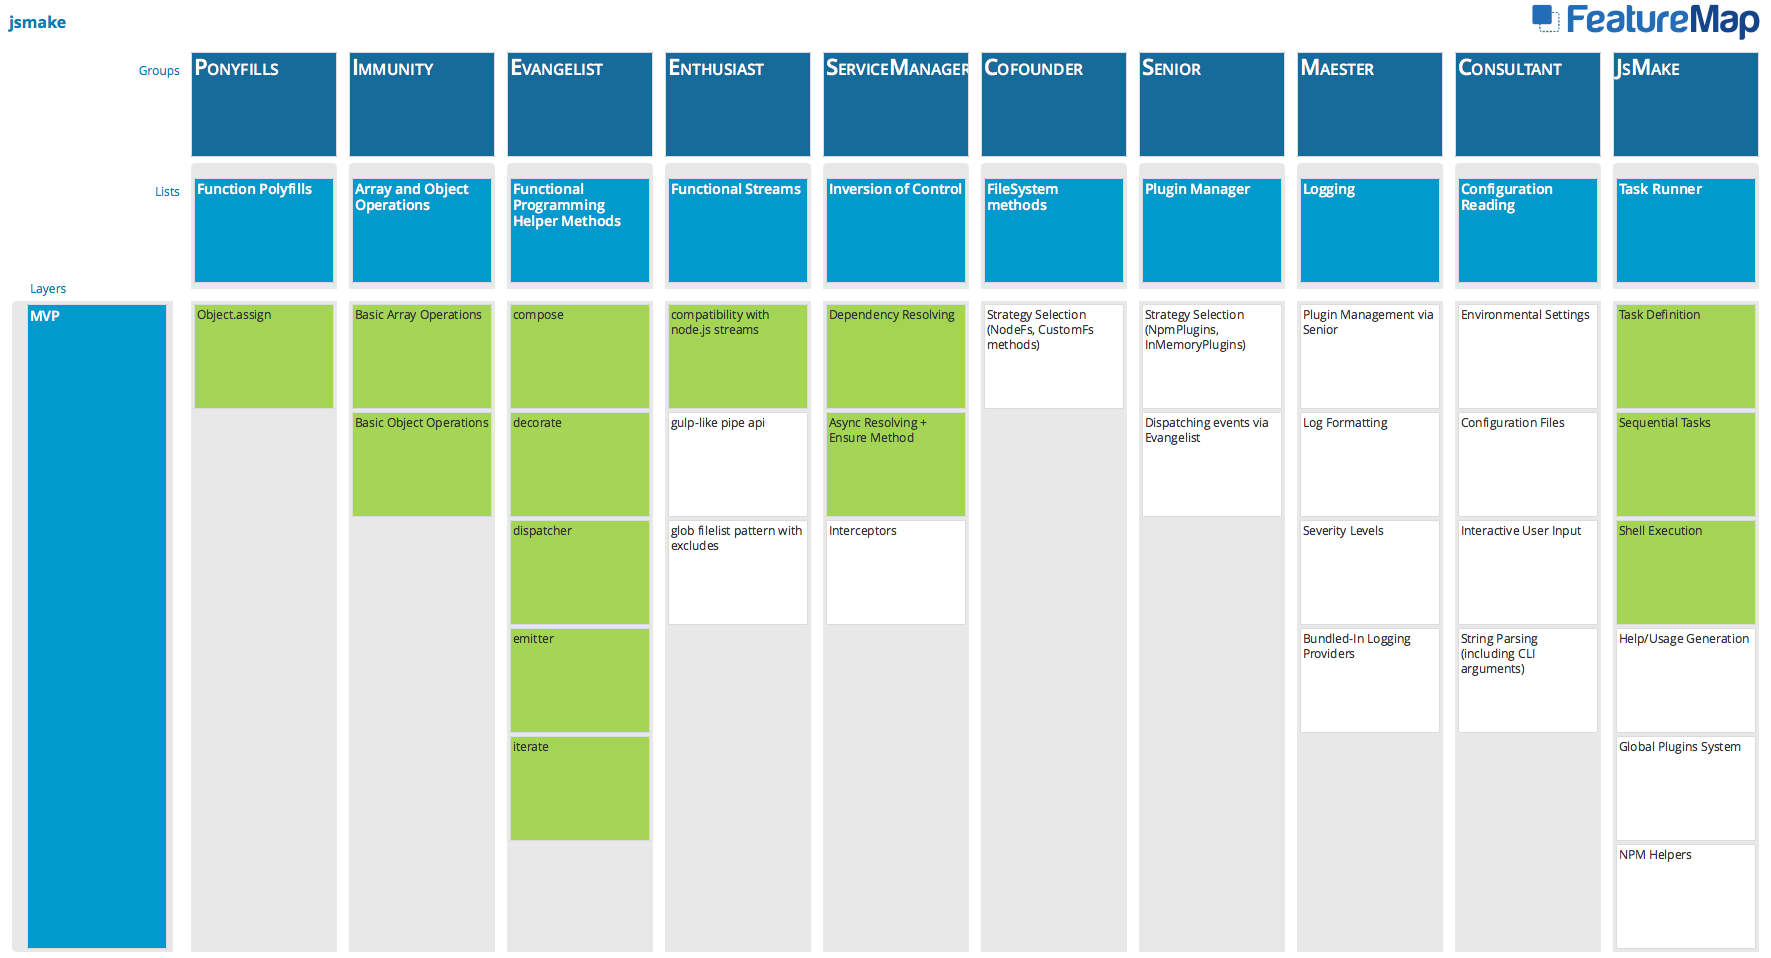 jsmake
FeatureMap
Groups
PONYFILLS
IMMUNITY
EVANGELIST
ENTHUSIAST
SERVICEMANAGER
COFOUNDER
SENIOR
MAESTER
CONSULTANT
JSMAKE
Lists
Function Polyfills
Array and Object
Operations
Functional
Programming
Helper Methods
Functional Streams
Inversion of Control
FileSystem
methods
Plugin Manager
Logging
Configuration
Reading
Task Runner
Layers
MVP
Object.assign
Basic Array Operations
compose
compatibility with
node.js streams
Dependency Resolving
Strategy Selection
(NodeFs, CustomFs
methods)
Strategy Selection
(NpmPlugins,
InMemoryPlugins)
Plugin Management via
Senior
Environmental Settings
Task Definition
Basic Object Operations
decorate
gulp-like pipe api
Async Resolving +
Ensure Method
Dispatching events via
Evangelist
Log Formatting
Configuration Files
Sequential Tasks
dispatcher
glob filelist pattern with
excludes
Interceptors
Severity Levels
Interactive User Input
Shell Execution
emitter
Bundled-In Logging
Providers
String Parsing
(including CLI
arguments)
Help/Usage Generation
iterate
Global Plugins System
NPM Helpers